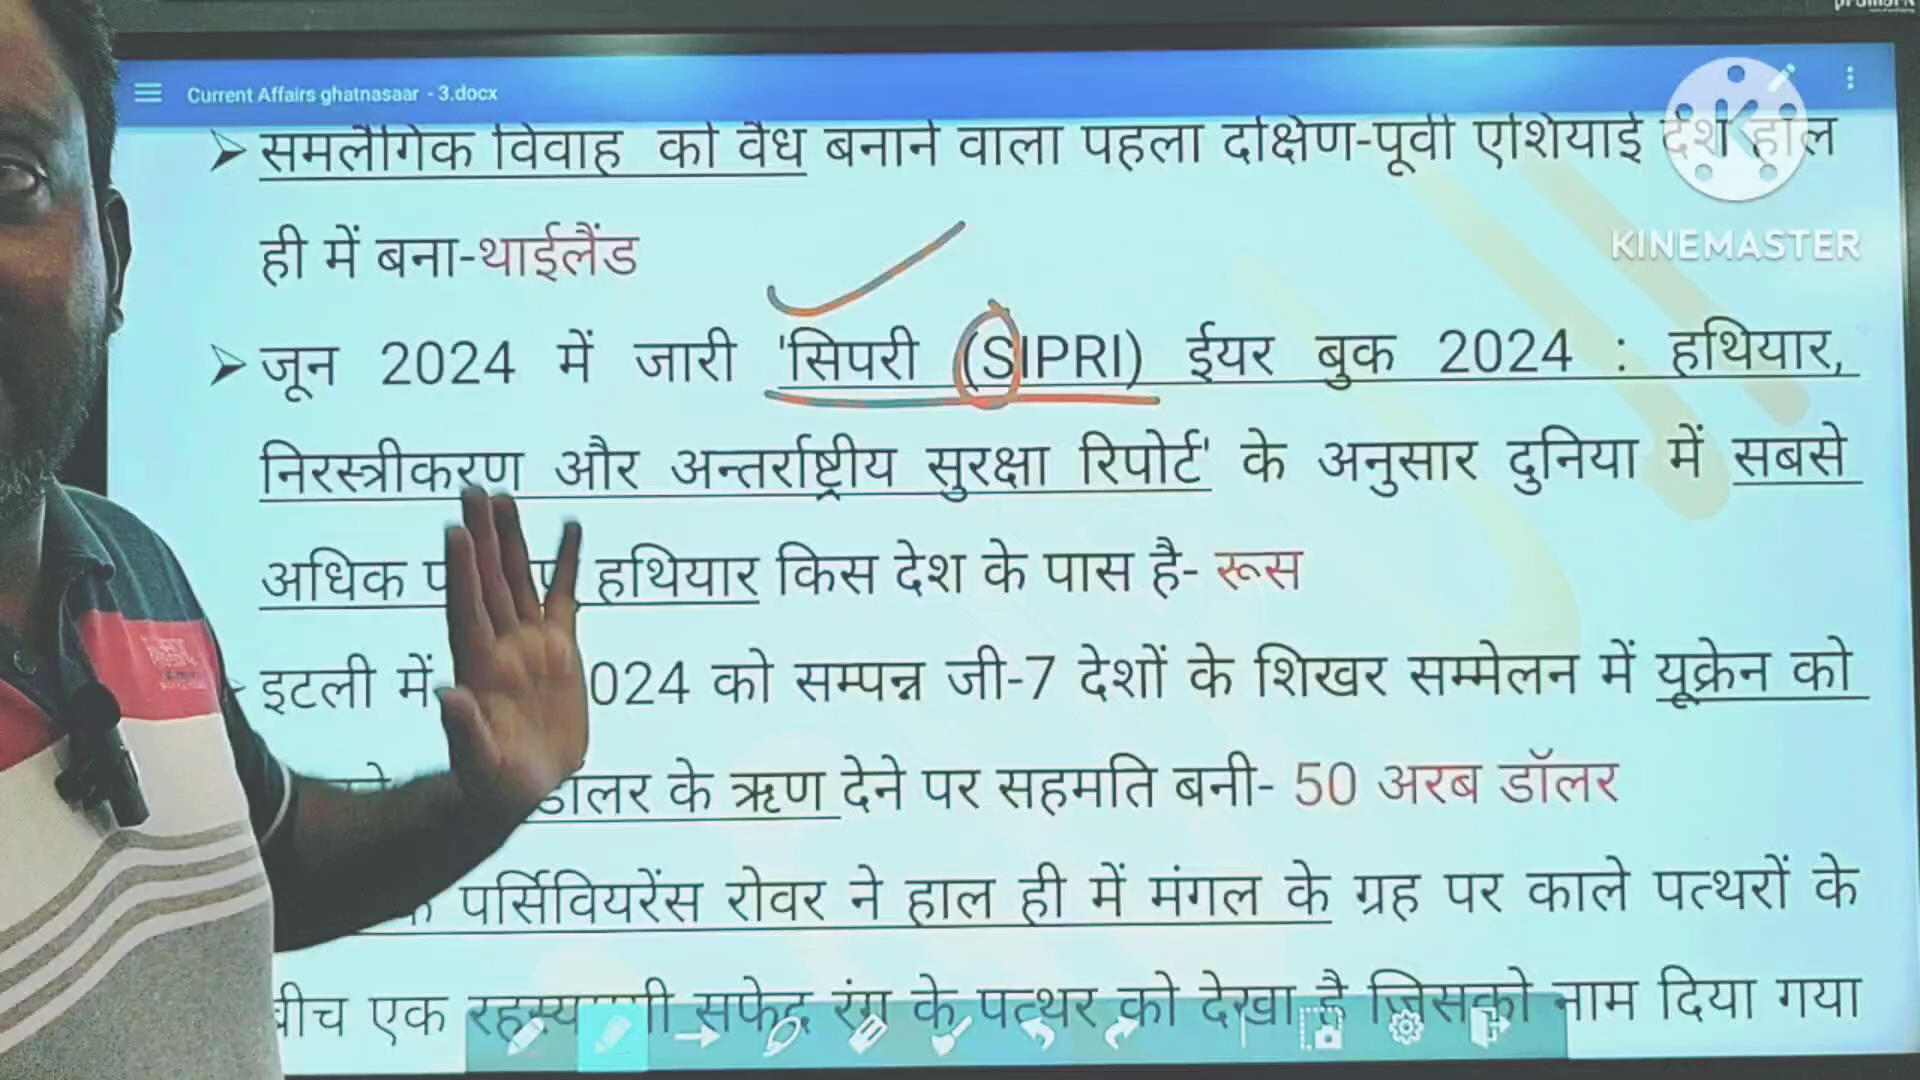 Current Affairs ghatnasaar - 3.docx
समलैंगिक विवाह को वैध बनाने वाला पहला दक्षिण-पूर्वी एशियाई देश हाल
KINEMASTER
ही में बना-थाईलैंड
जून 2024 में जारी 'सिपरी (SIPRI) ईयर बुक 2024 : हथियार,
निरस्त्रीकरण और अन्तर्राष्ट्रीय सुरक्षा रिपोर्ट' के अनुसार दुनिया में सबसे
अधिक हथियार किस देश के पास है- रूस
इटली में 024 को सम्पन्न जी-7 देशों के शिखर सम्मेलन में यूक्रेन को
डॉलर के ऋण देने पर सहमति बनी- 50 अरब डॉलर
पर्सिवियरेंस रोवर ने हाल ही में मंगल के ग्रह पर काले पत्थरों के
बीच एक सफेद रंग के पत्थर को देखा है जिसको नाम दिया गया